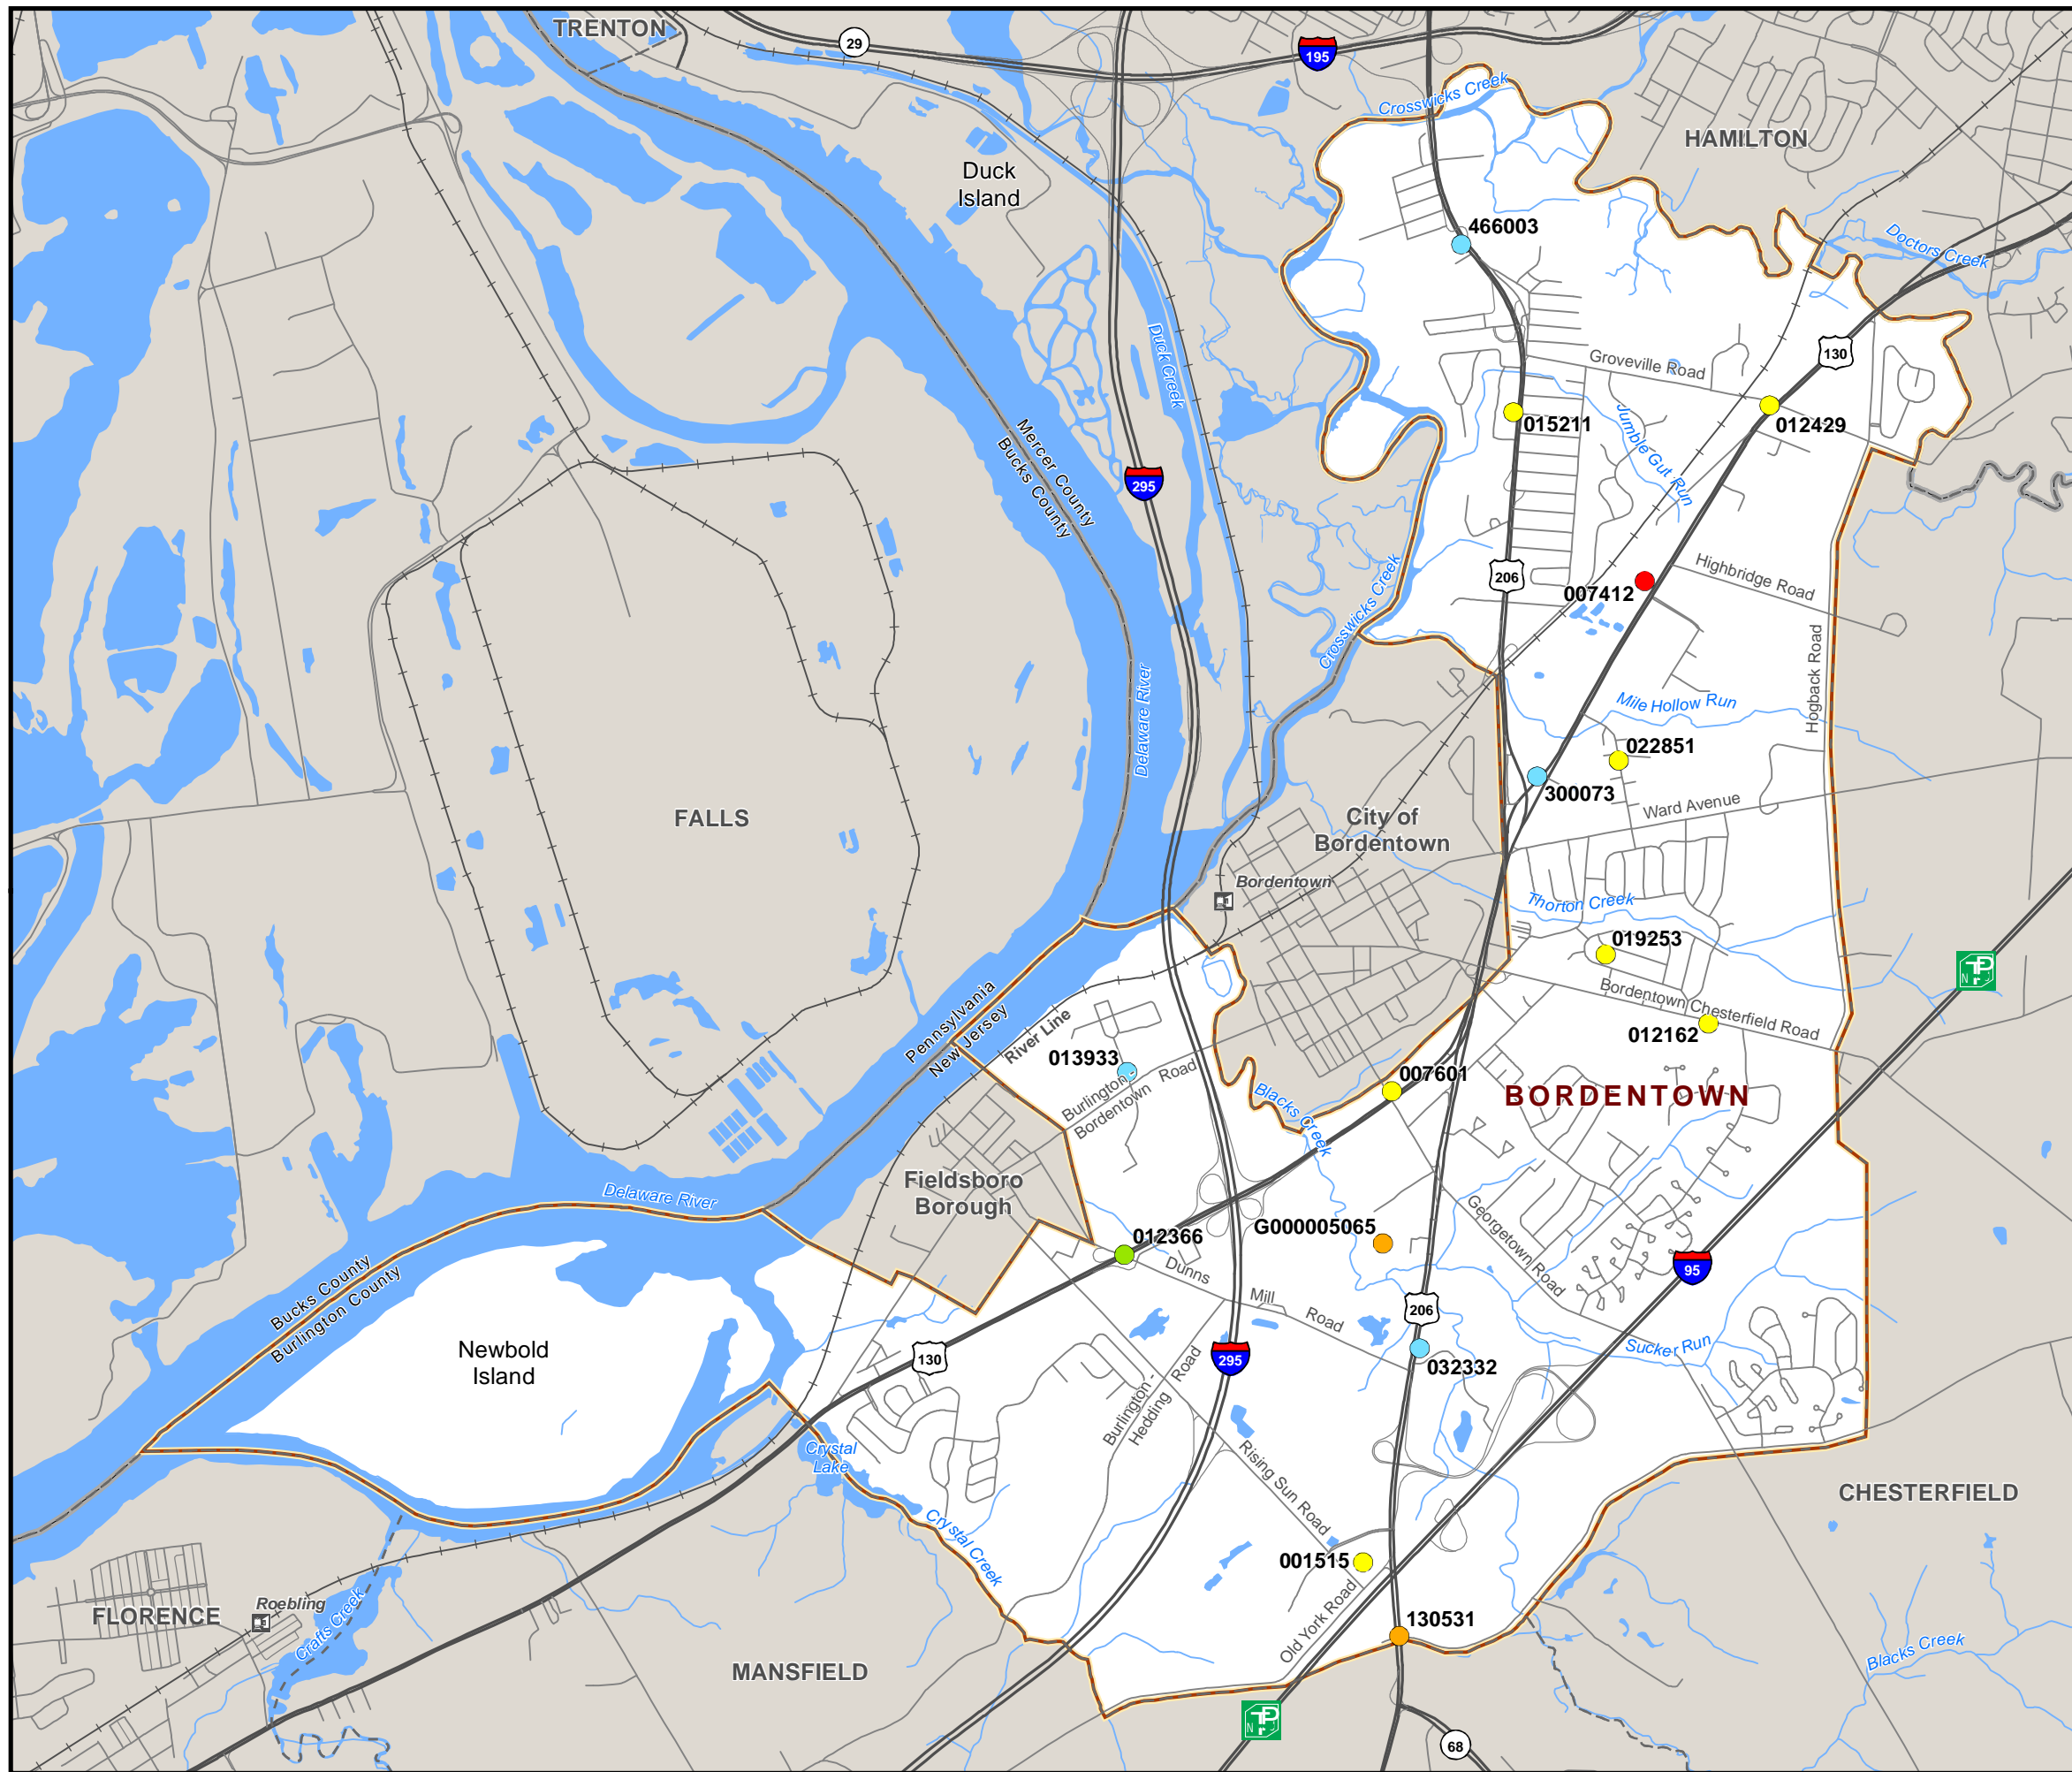 TRENTON
29
195
HAMILTON
Crosswicks Creek
Duck
Island
466003
Doctors Creek
Duck Creek
130
Groveville Road
015211
012429
Jumble Gut Run
Mercer County
Bucks County
295
206
Highbridge Road
007412
Crosswicks Creek
Hogback Road
Delaware River
Mile Hollow Run
022851
300073
Ward Avenue
FALLS
City of
Bordentown
Bordentown
Thorton Creek
019253
Bordentown Chesterfield Road
012162
Pennsylvania
New Jersey
River Line
013933
Burlington -
Bordentown Road
007601
BORDENTOWN
Blacks Creek
Fieldsboro
Borough
Delaware River
012366
G000005065
Georgetown Road
Dunns Mill Road
95
206
Bucks County
Burlington County
Newbold
Island
130
295
032332
Sucker Run
Burlington -
Hedding Road
Crystal
Lake
Rising Sun Road
CHESTERFIELD
Crystal Creek
001515
Old York Road
130531
FLORENCE
Roebling
Crafts Creek
MANSFIELD
Blacks Creek
68
N TP r
N TP r